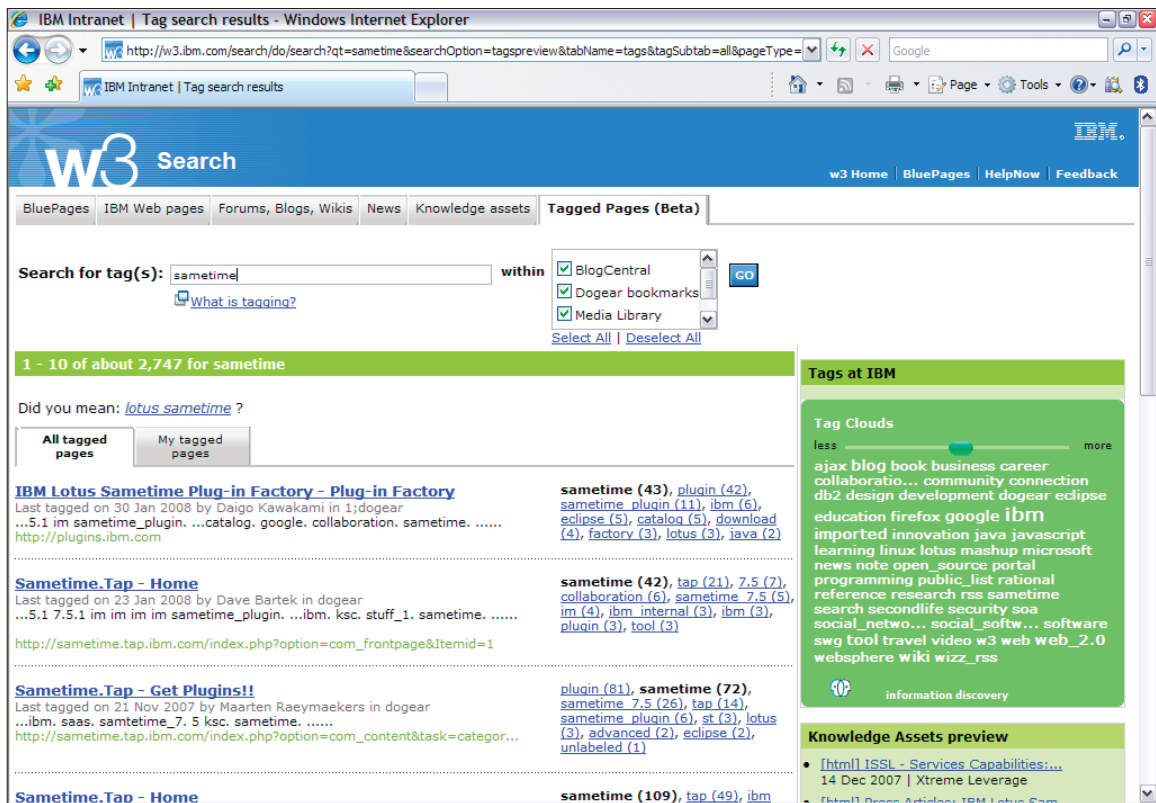 IBM Intranet | Tag search results - Windows Internet Explorer
http://w3.ibm.com/search/do/search?qt=sametime&searchOption=tagspreview&tabName=tags&tagSubtab=all&pageType=
Google
IBM Intranet | Tag search results
Page
Tools
IBM
w3 Search
w3 Home | BluePages | HelpNow | Feedback
BluePages
IBM Web pages
Forums, Blogs, Wikis
News
Knowledge assets
Tagged Pages (Beta)
Search for tag(s): sametime within
BlogCentral
Dogear bookmarks
Media Library
GO
What is tagging?
Select All | Deselect All
1 - 10 of about 2,747 for sametime
Did you mean: lotus sametime ?
All tagged
pages
My tagged
pages
IBM Lotus Sametime Plug-in Factory - Plug-in Factory
Last tagged on 30 Jan 2008 by Daigo Kawakami in 1;dogear
...5.1 im sametime_plugin. ...catalog. google. collaboration. sametime. ......
http://plugins.ibm.com
sametime (43), plugin (42),
sametime_plugin (11), ibm (6),
eclipse (5), catalog (5), download
(4), factory (3), lotus (3), java (2)
Sametime.Tap - Home
Last tagged on 23 Jan 2008 by Dave Bartek in dogear
...5.1 7.5.1 im im im im sametime_plugin. ...ibm. ksc. stuff_1. sametime. ......
http://sametime.tap.ibm.com/index.php?option=com_frontpage&Itemid=1
sametime (42), tap (21), 7.5 (7),
collaboration (6), sametime_7.5 (5),
im (4), ibm_internal (3), ibm (3),
plugin (3), tool (3)
Sametime.Tap - Get Plugins!!
Last tagged on 21 Nov 2007 by Maarten Raeymaekers in dogear
...ibm. saas. samtetime_7. 5 ksc. sametime. ......
http://sametime.tap.ibm.com/index.php?option=com_content&task=categor...
plugin (81), sametime (72),
sametime_7.5 (26), tap (14),
sametime_plugin (6), st (3), lotus
(3), advanced (2), eclipse (2),
unlabeled (1)
Sametime.Tap - Home
sametime (109), tap (49), ibm
Tags at IBM
Tag Clouds
less more
ajax blog book business career
collaboratio... community connection
db2 design development dogear eclipse
education firefox google ibm
imported innovation java javascript
learning linux lotus mashup microsoft
news note open_source portal
programming public_list rational
reference research rss sametime
search secondlife security soa
social_netwo... social_softw... software
swg tool travel video w3 web web_2.0
websphere wiki wizz_rss
information discovery
Knowledge Assets preview
[html] ISSL - Services Capabilities:...
14 Dec 2007 | Xtreme Leverage
[html] Press Articles: IBM Lotus Sam...